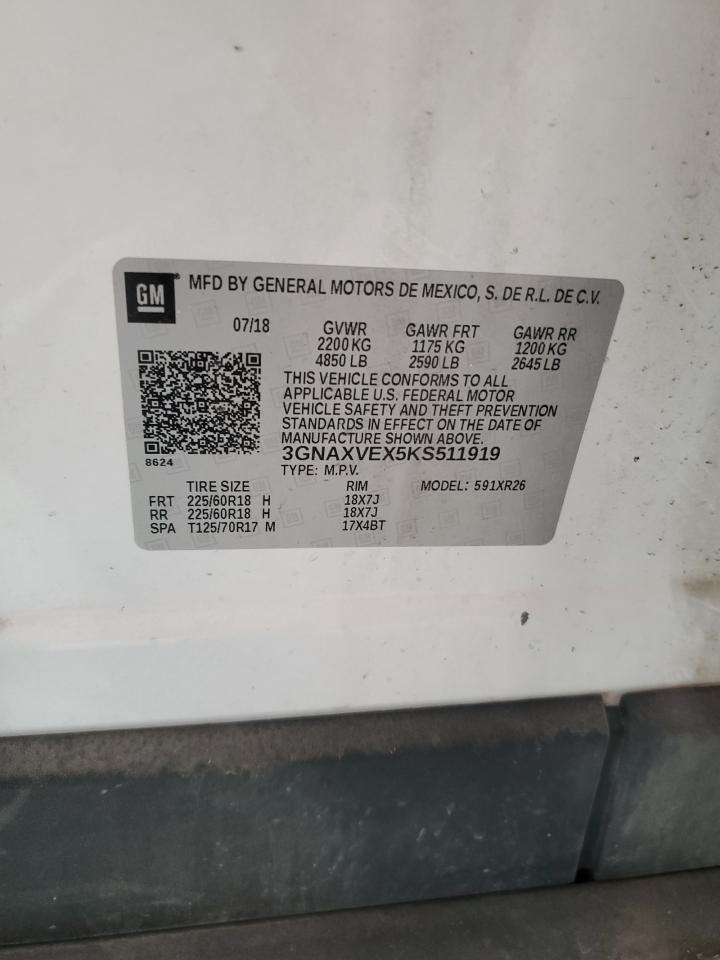 GM ® MFD BY GENERAL MOTORS DE MEXICO, S. DE R.L. DE C.V.
07/18 GVWR GAWR FRT GAWR RR
2200 KG 1175 KG 1200 KG
4850 LB 2590 LB 2645 LB
THIS VEHICLE CONFORMS TO ALL
APPLICABLE U.S. FEDERAL MOTOR
VEHICLE SAFETY AND THEFT PREVENTION
STANDARDS IN EFFECT ON THE DATE OF
MANUFACTURE SHOWN ABOVE.
8624 3GNAXVEX5KS511919
TYPE: M.P.V.
TIRE SIZE RIM MODEL: 591XR26
FRT 225/60R18 H 18X7J
RR 225/60R18 H 18X7J
SPA T125/70R17 M 17X4BT